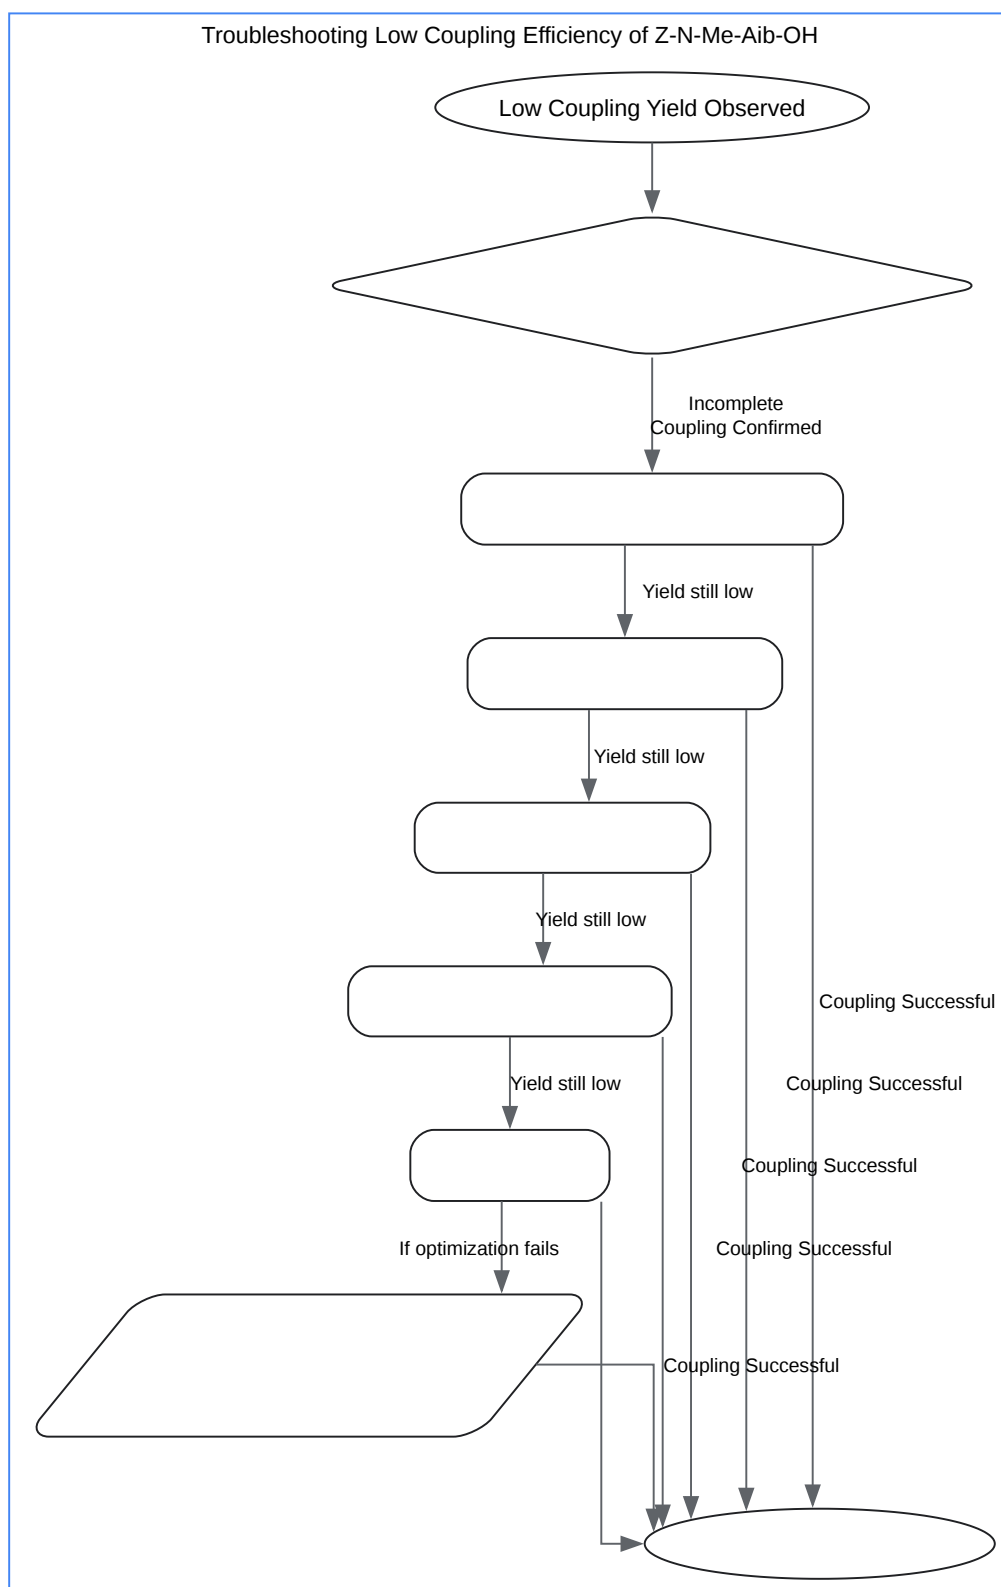 Troubleshooting Low Coupling Efficiency of Z-N-Me-Aib-OH
Low Coupling Yield Observed
Incomplete
Coupling Confirmed
Yield still low
Yield still low
Yield still low
Coupling Successful
Yield still low
Coupling Successful
Coupling Successful
If optimization fails
Coupling Successful
Coupling Successful